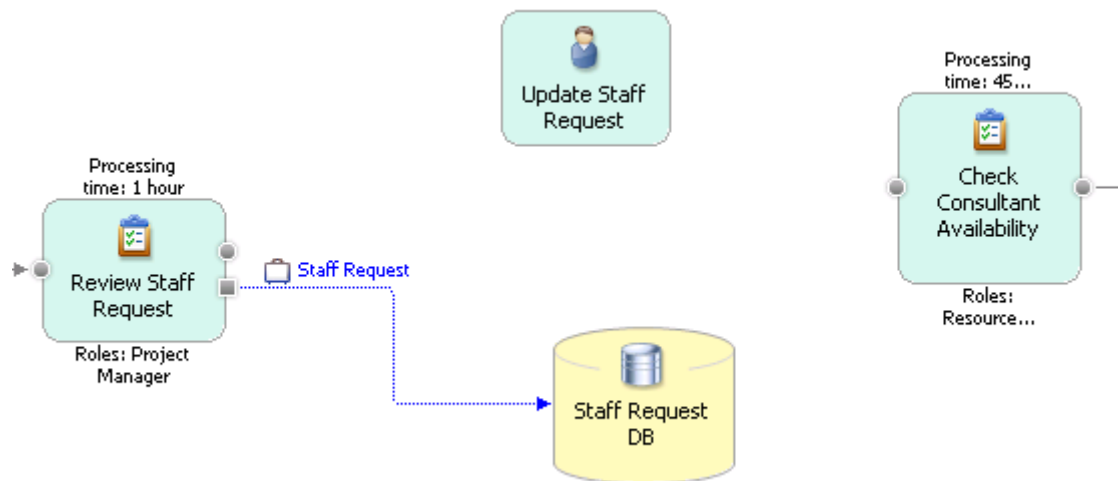 Update Staff
Request
Processing
time: 45...
Check
Consultant
Availability
Roles:
Resource...
Processing
time: 1 hour
Review Staff
Request
Roles: Project
Manager
Staff Request
Staff Request
DB